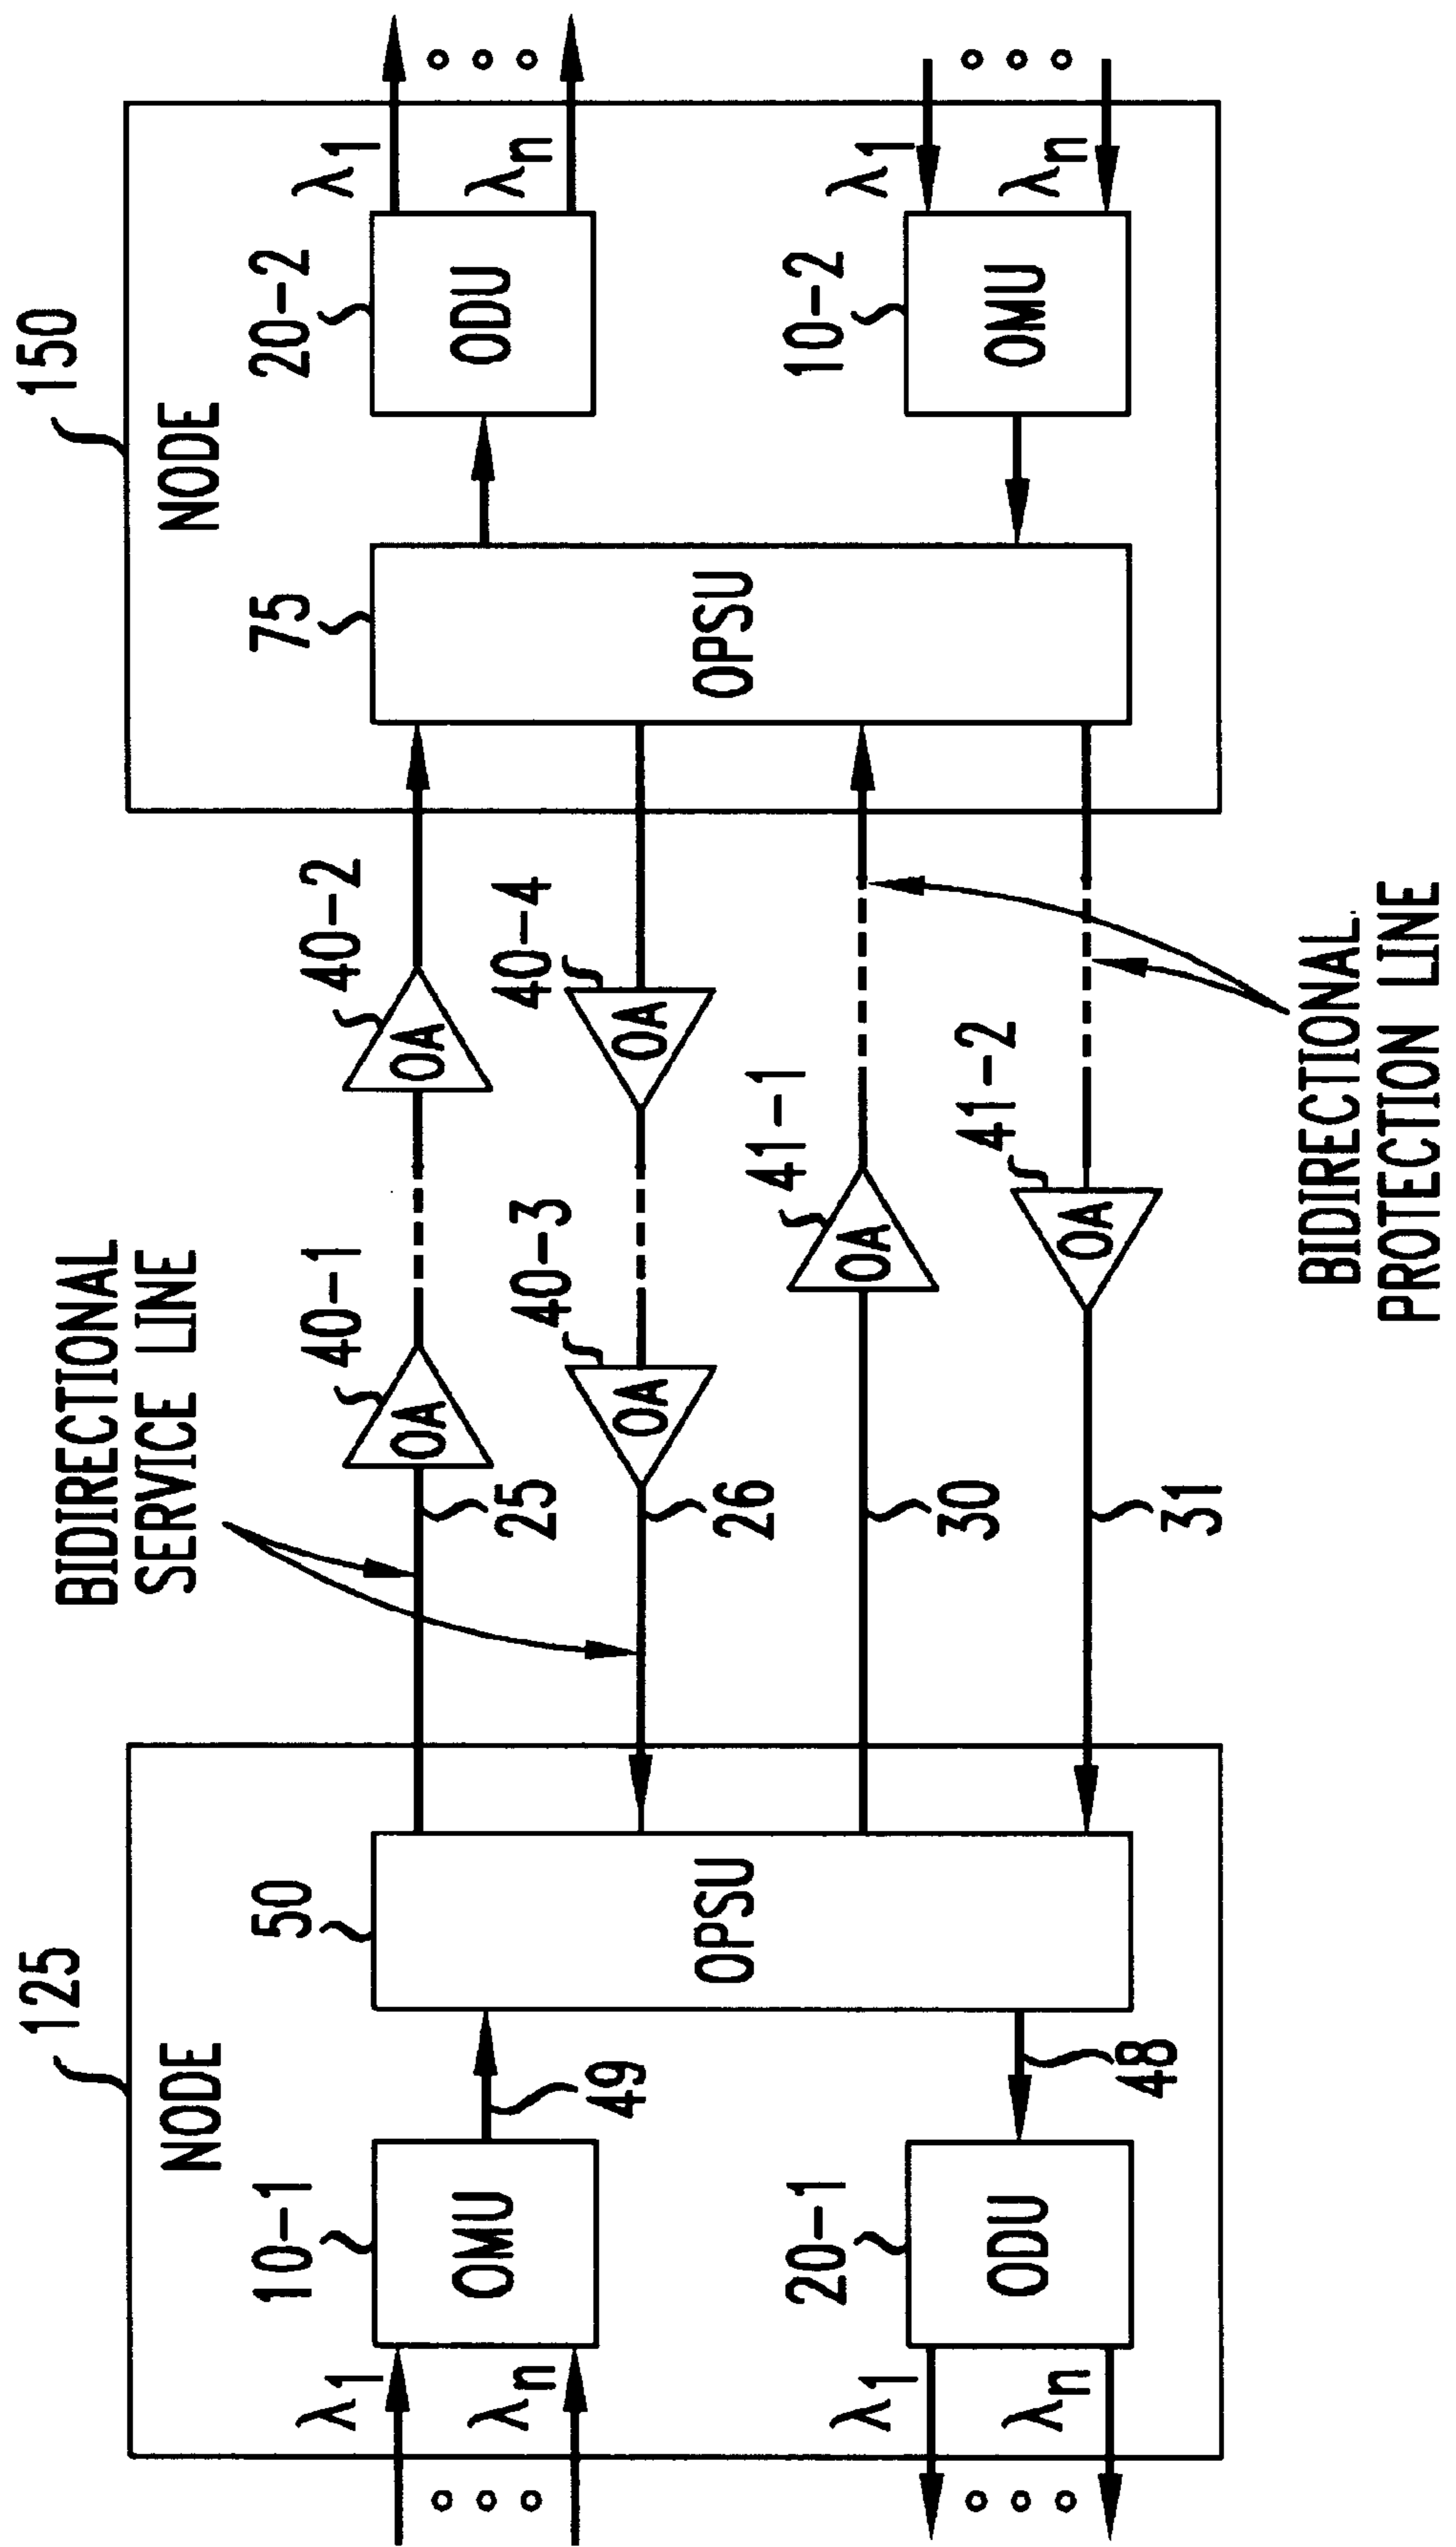 125
NODE
10-1
OMU
λ1
λn
49
50
OPSU
20-1
ODU
λ1
λn
48
BIDIRECTIONAL
SERVICE LINE
40-1
OA
25
40-2
OA
40-3
OA
26
40-4
OA
41-1
OA
30
41-2
OA
31
BIDIRECTIONAL
PROTECTION LINE
150
NODE
75
OPSU
20-2
ODU
λ1
λn
10-2
OMU
λ1
λn